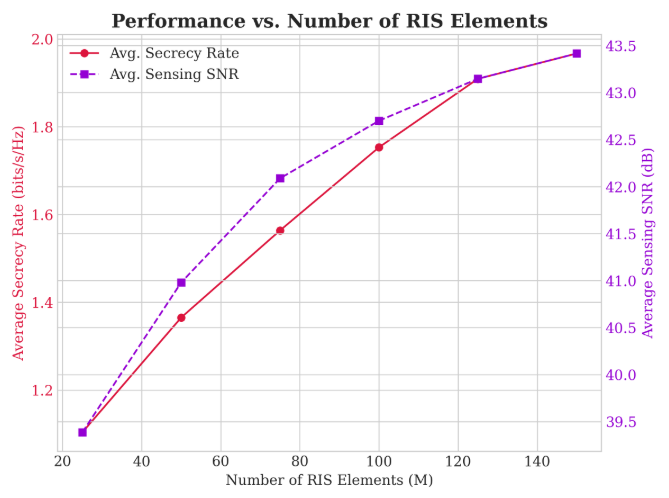 Performance vs. Number of RIS Elements
Avg. Secrecy Rate
Avg. Sensing SNR
Average Secrecy Rate (bits/s/Hz)
2.0
1.8
1.6
1.4
1.2
43.5
43.0
42.5
42.0
41.5
41.0
40.5
40.0
39.5
Average Sensing SNR (dB)
20 40 60 80 100 120 140
Number of RIS Elements (M)